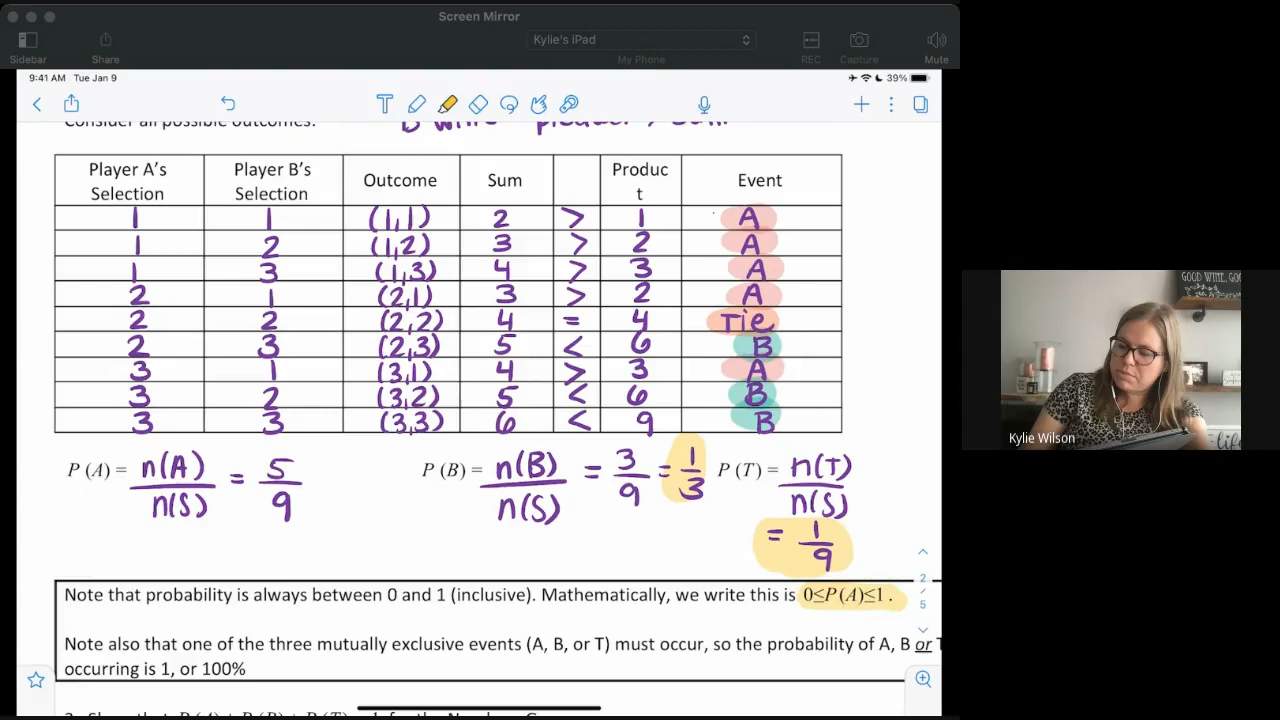 Screen Mirror
Kylie's iPad
Sidebar Share My Phone REC Capture Mute
9:41 AM Tue Jan 9 39%
Consider all possible outcomes.
Player A's Selection Player B's Selection Outcome Sum Product Event
1 1 (1,1) 2 > 1 A
1 2 (1,2) 3 > 2 A
1 3 (1,3) 4 > 3 A
2 1 (2,1) 3 > 2 A
2 2 (2,2) 4 = 4 Tie
2 3 (2,3) 5 < 6 B
3 1 (3,1) 4 > 3 A
3 2 (3,2) 5 < 6 B
3 3 (3,3) 6 < 9 B
P (A) = n(A)/n(S) = 5/9 P (B) = n(B)/n(S) = 3/9 = 1/3 P (T) = n(T)/n(S)
= 1/9
2/5
Note that probability is always between 0 and 1 (inclusive). Mathematically, we write this is 0≤P (A)≤1 .
Note also that one of the three mutually exclusive events (A, B, or T) must occur, so the probability of A, B or T
occurring is 1, or 100%
GOOD WINE, GOO
Kylie Wilson